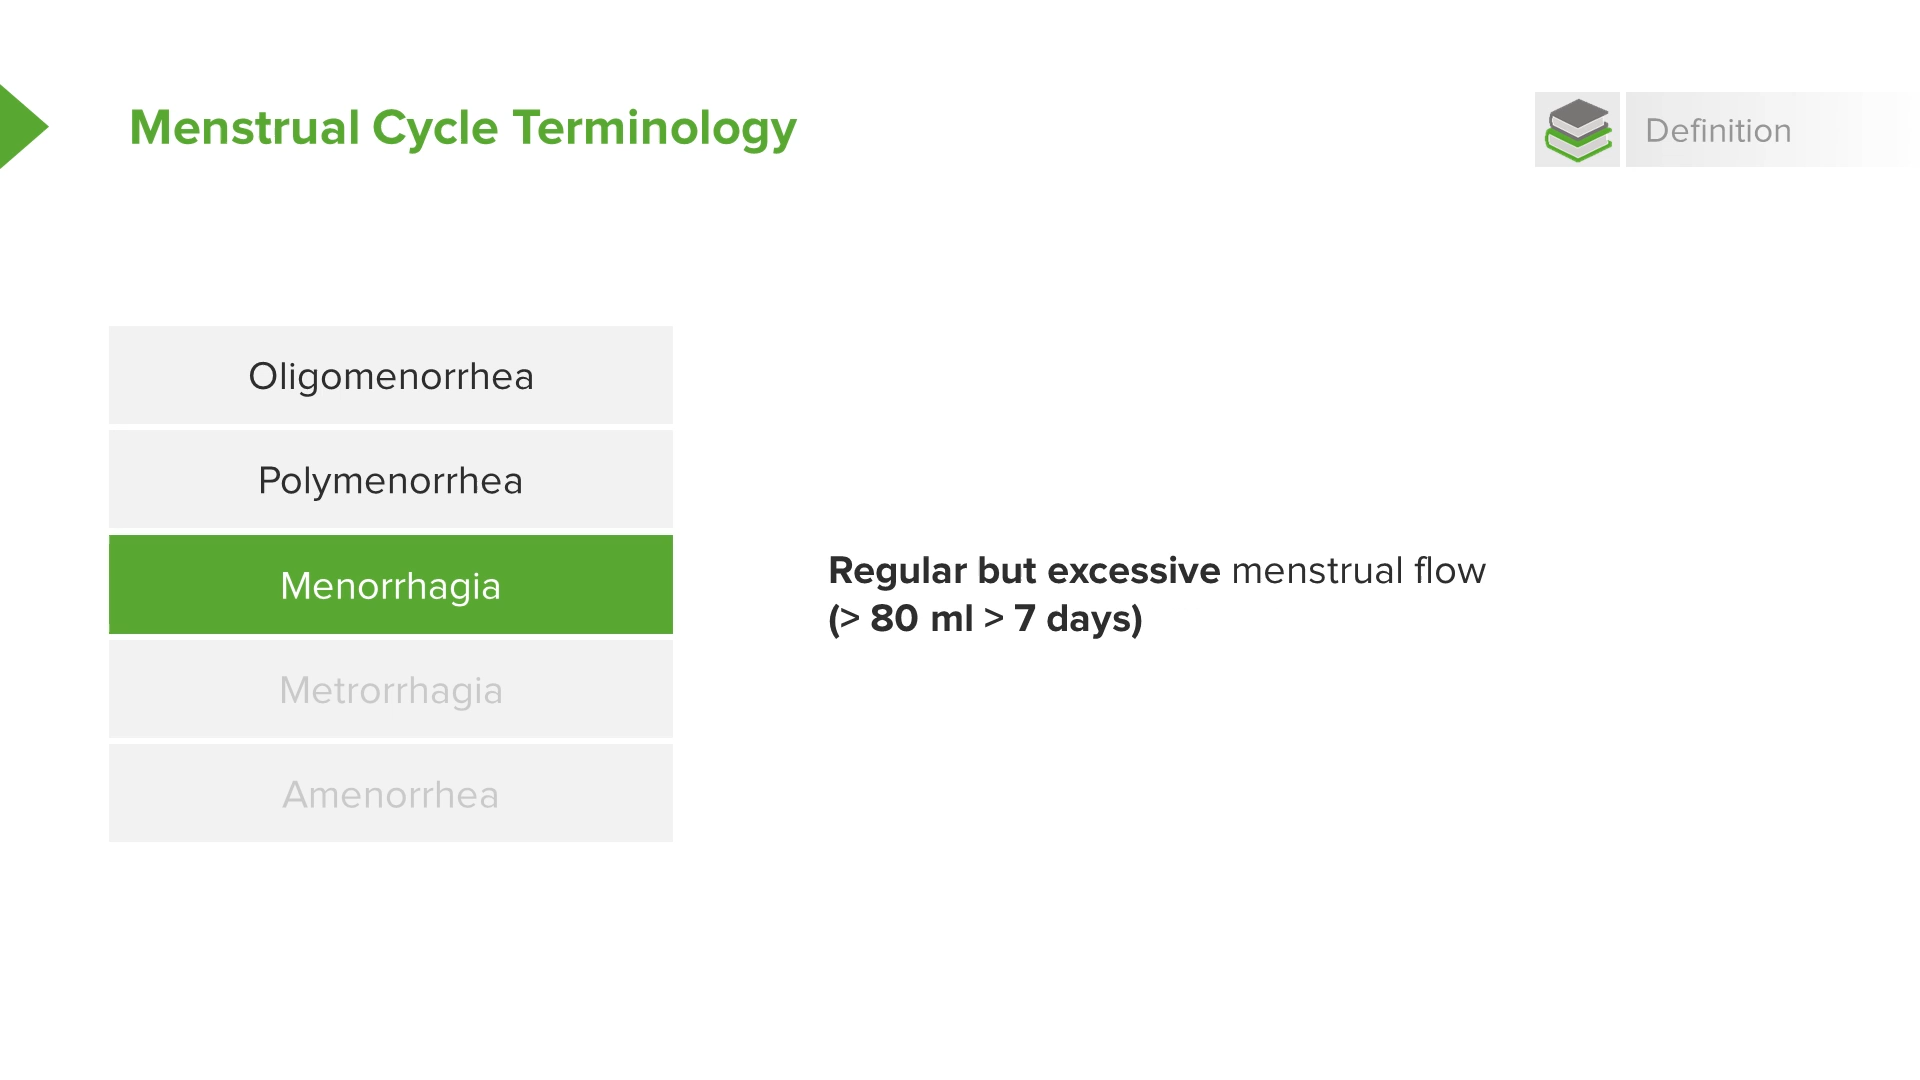 Menstrual Cycle Terminology
Definition
Oligomenorrhea
Polymenorrhea
Menorrhagia
Metrorrhagia
Amenorrhea
Regular but excessive menstrual flow
(> 80 ml > 7 days)